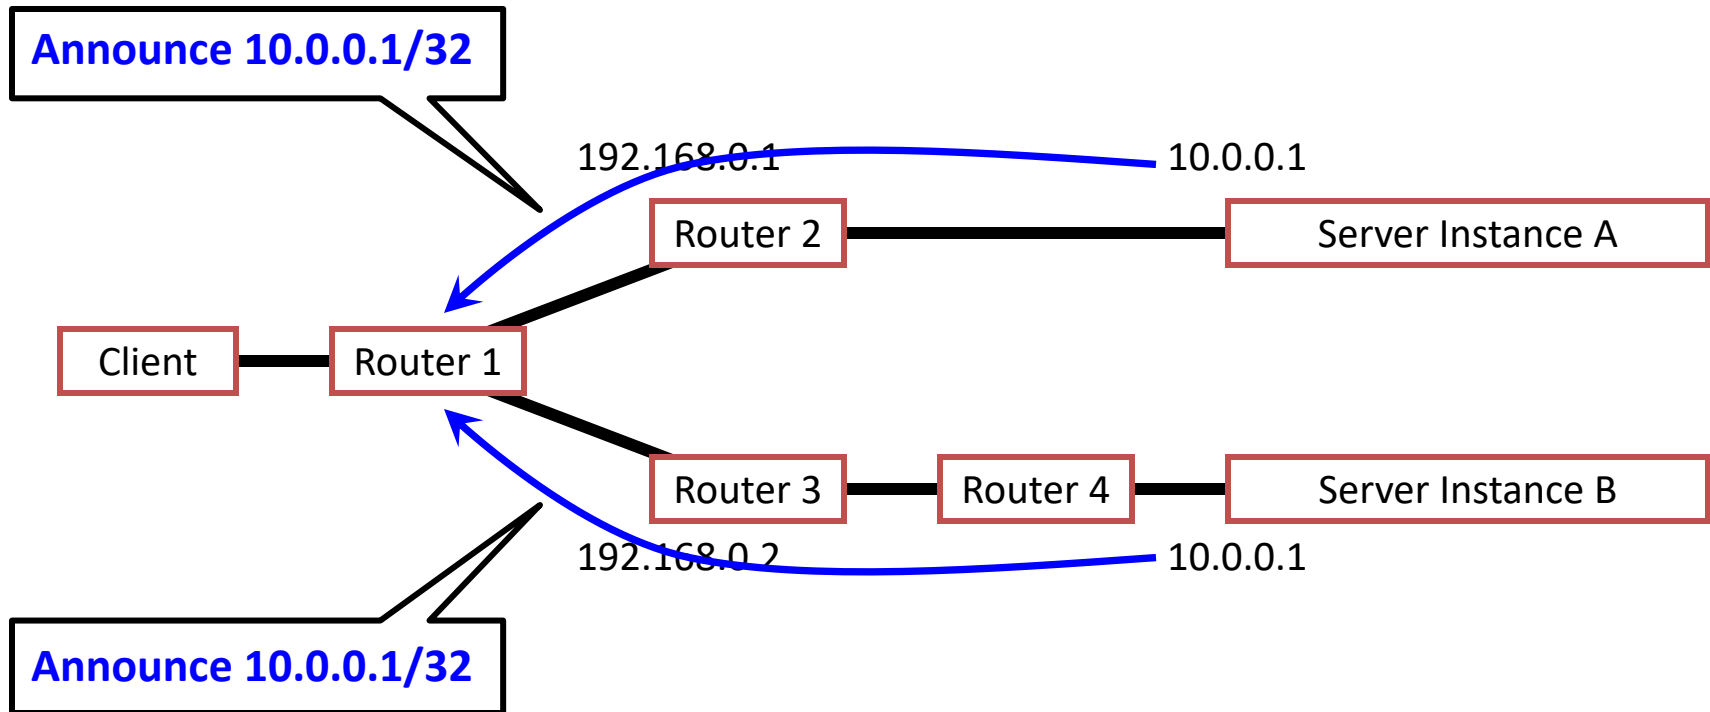 Announce 10.0.0.1/32
192.168.0.1
10.0.0.1
Router 2
Server Instance A
Client
Router 1
Router 3
Router 4
Server Instance B
192.168.0.2
10.0.0.1
Announce 10.0.0.1/32